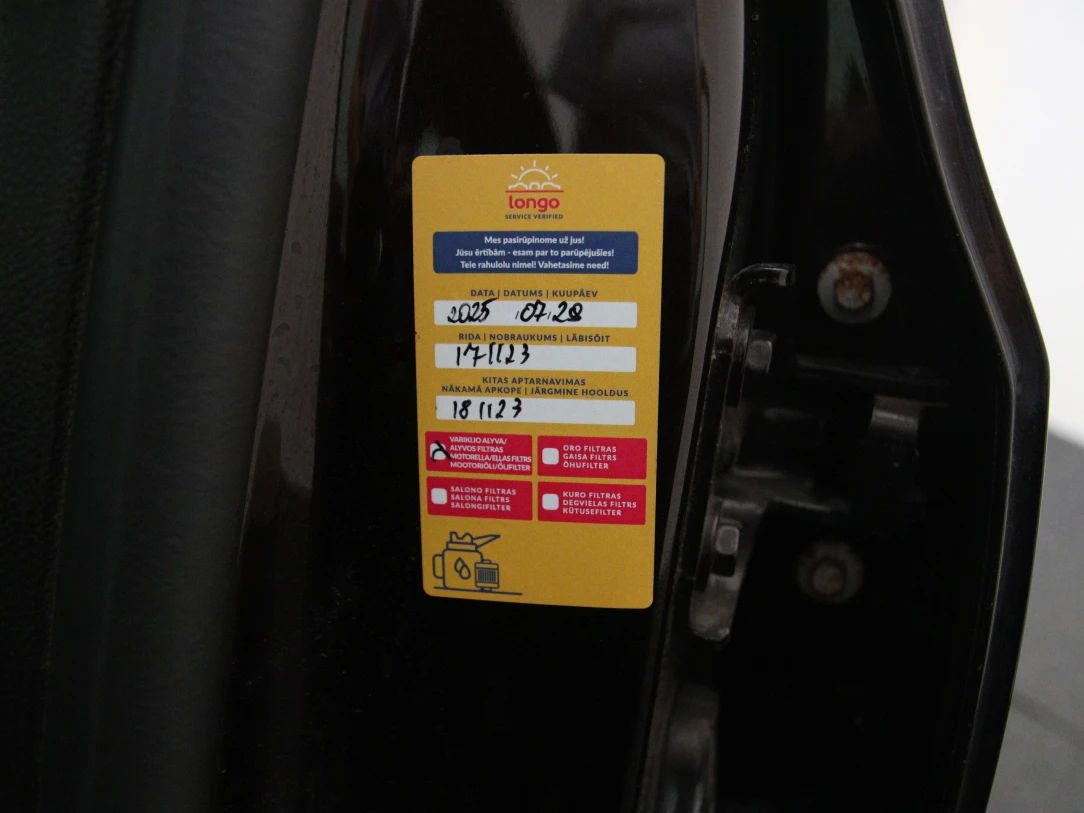 longo
SERVICE VERIFIED
Mes pasirūpinome už jus!
Jūsu ērtībām - esam par to parūpējušies!
Teie rahulolu nimel! Vahetasime need!
DATA | DATUMS | KUUPÄEV
2025 .07.28
RIDA | NOBRAUKUMS | LÄBISÕIT
171123
KITAS APTARNAVIMAS
NĀKAMĀ APKOPE | JÄRGMINE HOOLDUS
181123
VARIKLIO ALYVA/
ALYVOS FILTRAS
MOTOREĻĻA/EĻĻAS FILTRS
MOOTORIÕLI/ÕLIFILTER
ORO FILTRAS
GAISA FILTRS
ÕHUFILTER
SALONO FILTRAS
SALONA FILTRS
SALONGIFILTER
KURO FILTRAS
DEGVIELAS FILTRS
KÜTUSEFILTER